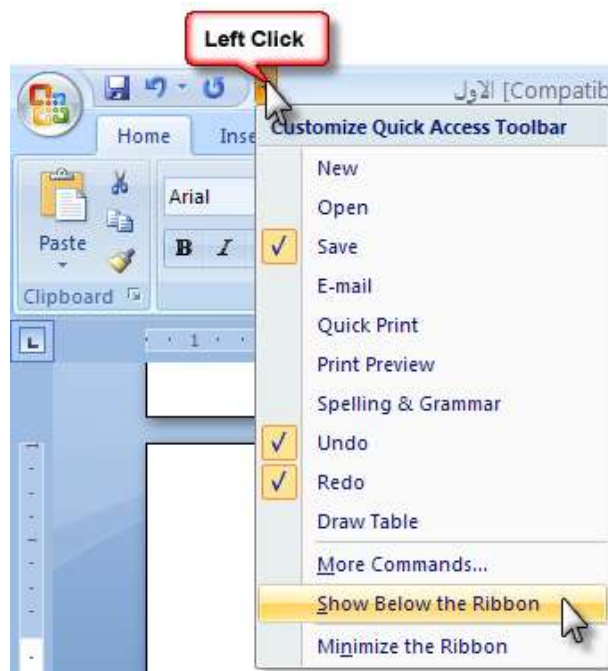 Left Click
الاول [Compatib
Customize Quick Access Toolbar
Home
New
Open
Arial
Paste
B I
Save
E-mail
Clipboard
Quick Print
L
1
Print Preview
Spelling & Grammar
Undo
Redo
Draw Table
More Commands...
Show Below the Ribbon
Minimize the Ribbon